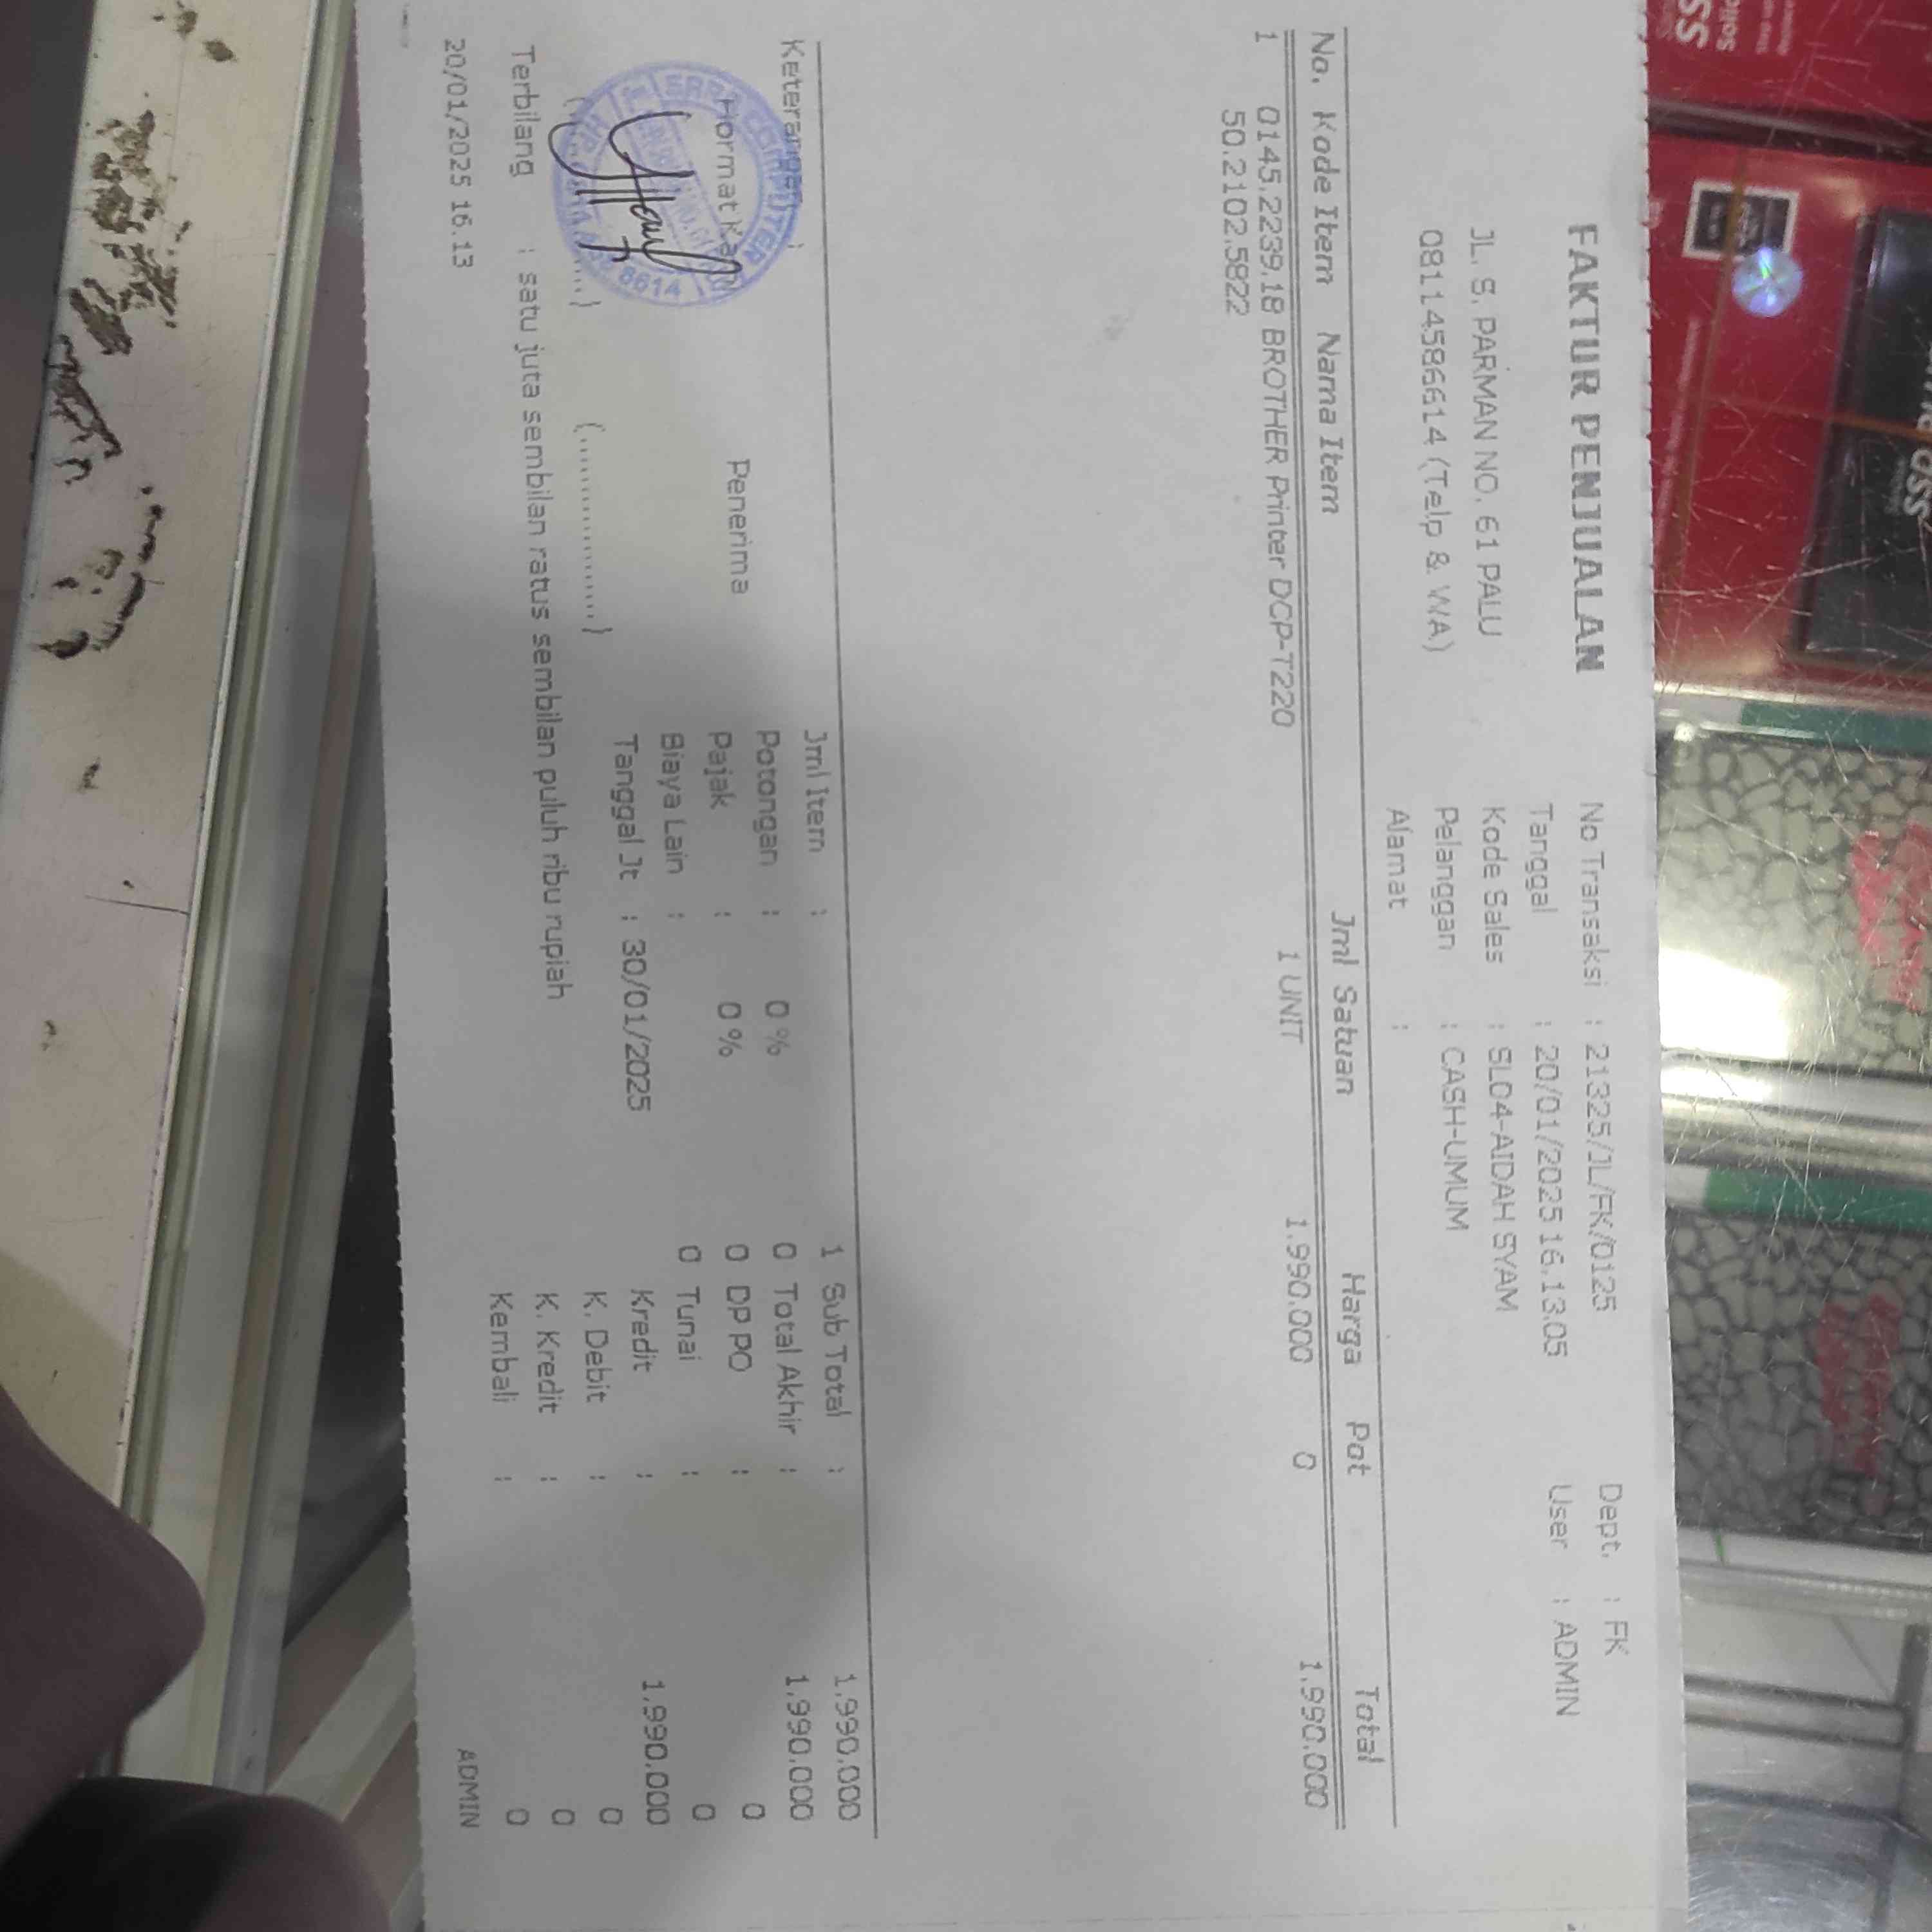 FAKTUR PENJUALAN
No Transaksi : 21325/JL/FK/0125 Dept. : FK
Tanggal : 20/01/2025 16.13.05 User : ADMIN
JL. S. PARMAN NO. 61 PALU Kode Sales : SL04-AIDAH SYAM
08114586614 (Telp & WA) Pelanggan : CASH-UMUM
Alamat :
No. Kode Item Nama Item Jml Satuan Harga Pot Total
1 0145.2239.18 BROTHER Printer DCP-T220 1 UNIT 1.990.000 0 1.990.000
50.2102.5822
Keterangan : Jml Item : 1 Sub Total : 1.990.000
Potongan : 0 % 0 Total Akhir : 1.990.000
Hormat Kami Penerima Pajak : 0 % 0 DP PO : 0
Biaya Lain : 0 Tunai : 0
Tanggal Jt : 30/01/2025 Kredit : 1.990.000
(................) (................) K. Debit : 0
K. Kredit : 0
Terbilang : satu juta sembilan ratus sembilan puluh ribu rupiah Kembali : 0
20/01/2025 16.13 ADMIN
COMPUTER
8614